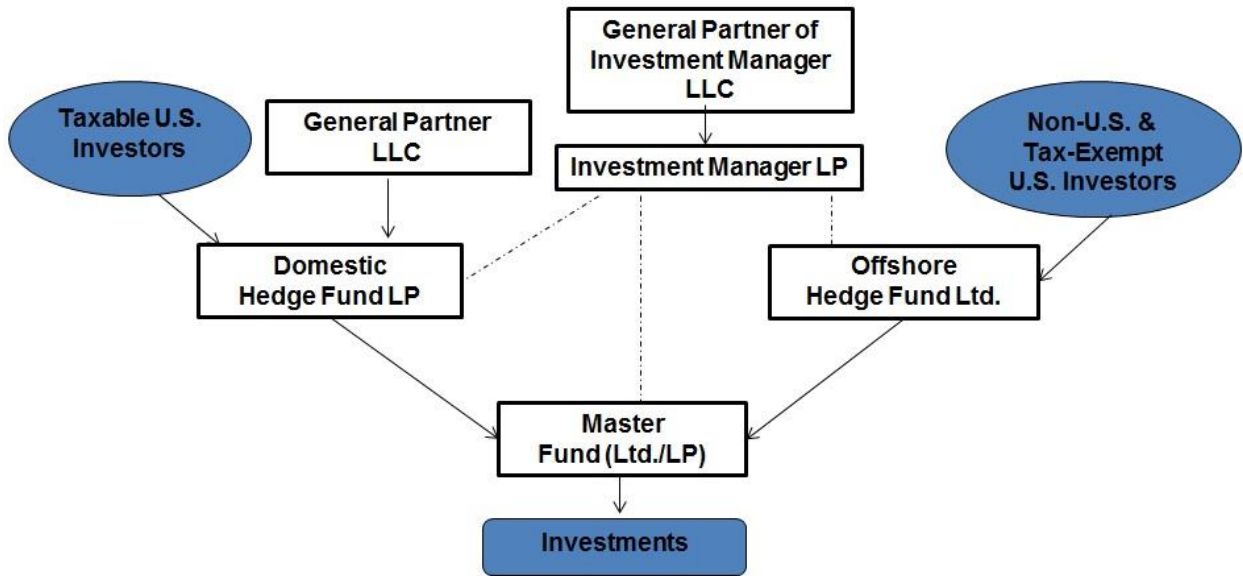 General Partner of
Investment Manager
LLC
Taxable U.S.
Investors
General Partner
LLC
Non-U.S. &
Tax-Exempt
U.S. Investors
Investment Manager LP
Domestic
Hedge Fund LP
Offshore
Hedge Fund Ltd.
Master
Fund (Ltd./LP)
Investments